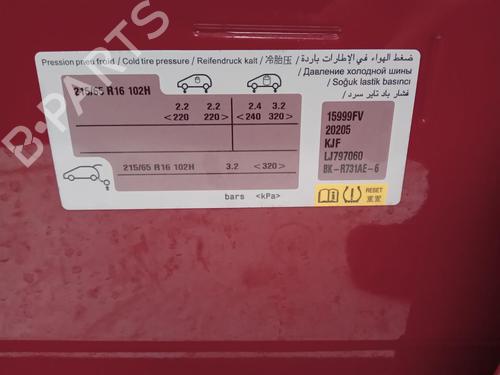 Pression pneu froid / Cold tire pressure / Reifendruck kalt / 冷胎压 / ضغط الهواء في الإطارات باردة
/ Давление холодной шины
/ Soğuk lastik basıncı
/ فشار باد تایر سرد
215/65 R16 102H
2.2 2.2 2.4 3.2
<220 220> <240 320>
215/65 R16 102H 3.2 <320>
bars <kPa>
15999FV
20205
KJF
LJ797060
BK-R731AE-6
RESET
B-PARTS